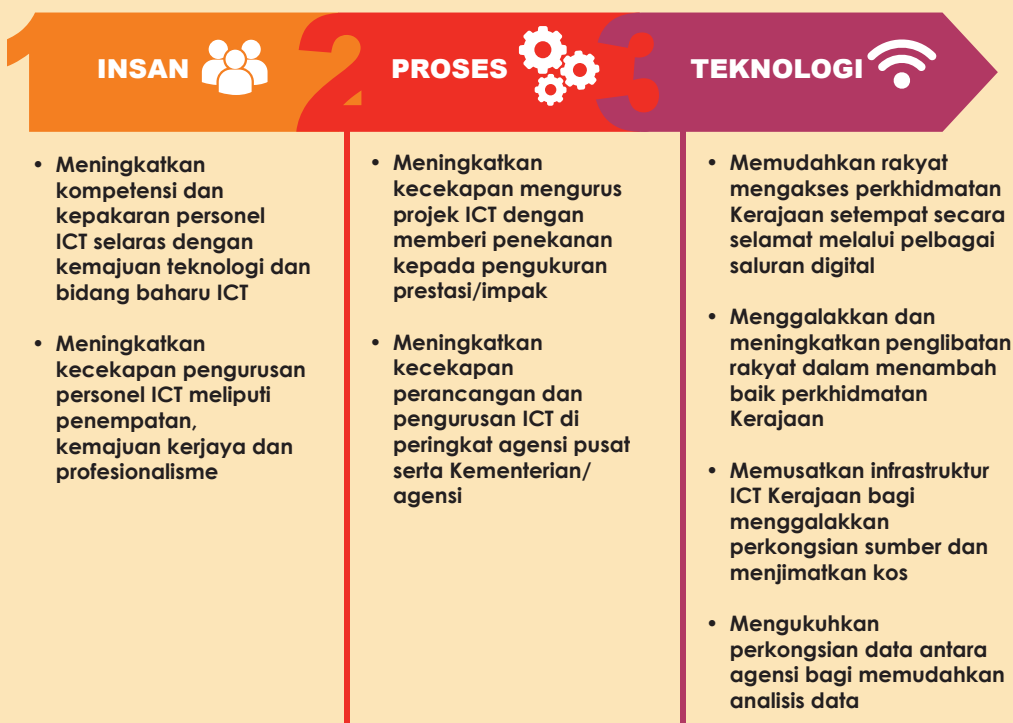 1
INSAN
• Meningkatkan
kompetensi dan
kepakaran personel
ICT selaras dengan
kemajuan teknologi dan
bidang baharu ICT
• Meningkatkan
kecekapan pengurusan
personel ICT meliputi
penempatan,
kemajuan kerjaya dan
profesionalisme
2
PROSES
• Meningkatkan
kecekapan mengurus
projek ICT dengan
memberi penekanan
kepada pengukuran
prestasi/impak
• Meningkatkan
kecekapan
perancangan dan
pengurusan ICT di
peringkat agensi pusat
serta Kementerian/
agensi
3
TEKNOLOGI
• Memudahkan rakyat
mengakses perkhidmatan
Kerajaan setempat secara
selamat melalui pelbagai
saluran digital
• Menggalakkan dan
meningkatkan penglibatan
rakyat dalam menambah
baik perkhidmatan
Kerajaan
• Memusatkan infrastruktur
ICT Kerajaan bagi
menggalakkan
perkongsian sumber dan
menjimatkan kos
• Mengukuhkan
perkongsian data antara
agensi bagi memudahkan
analisis data